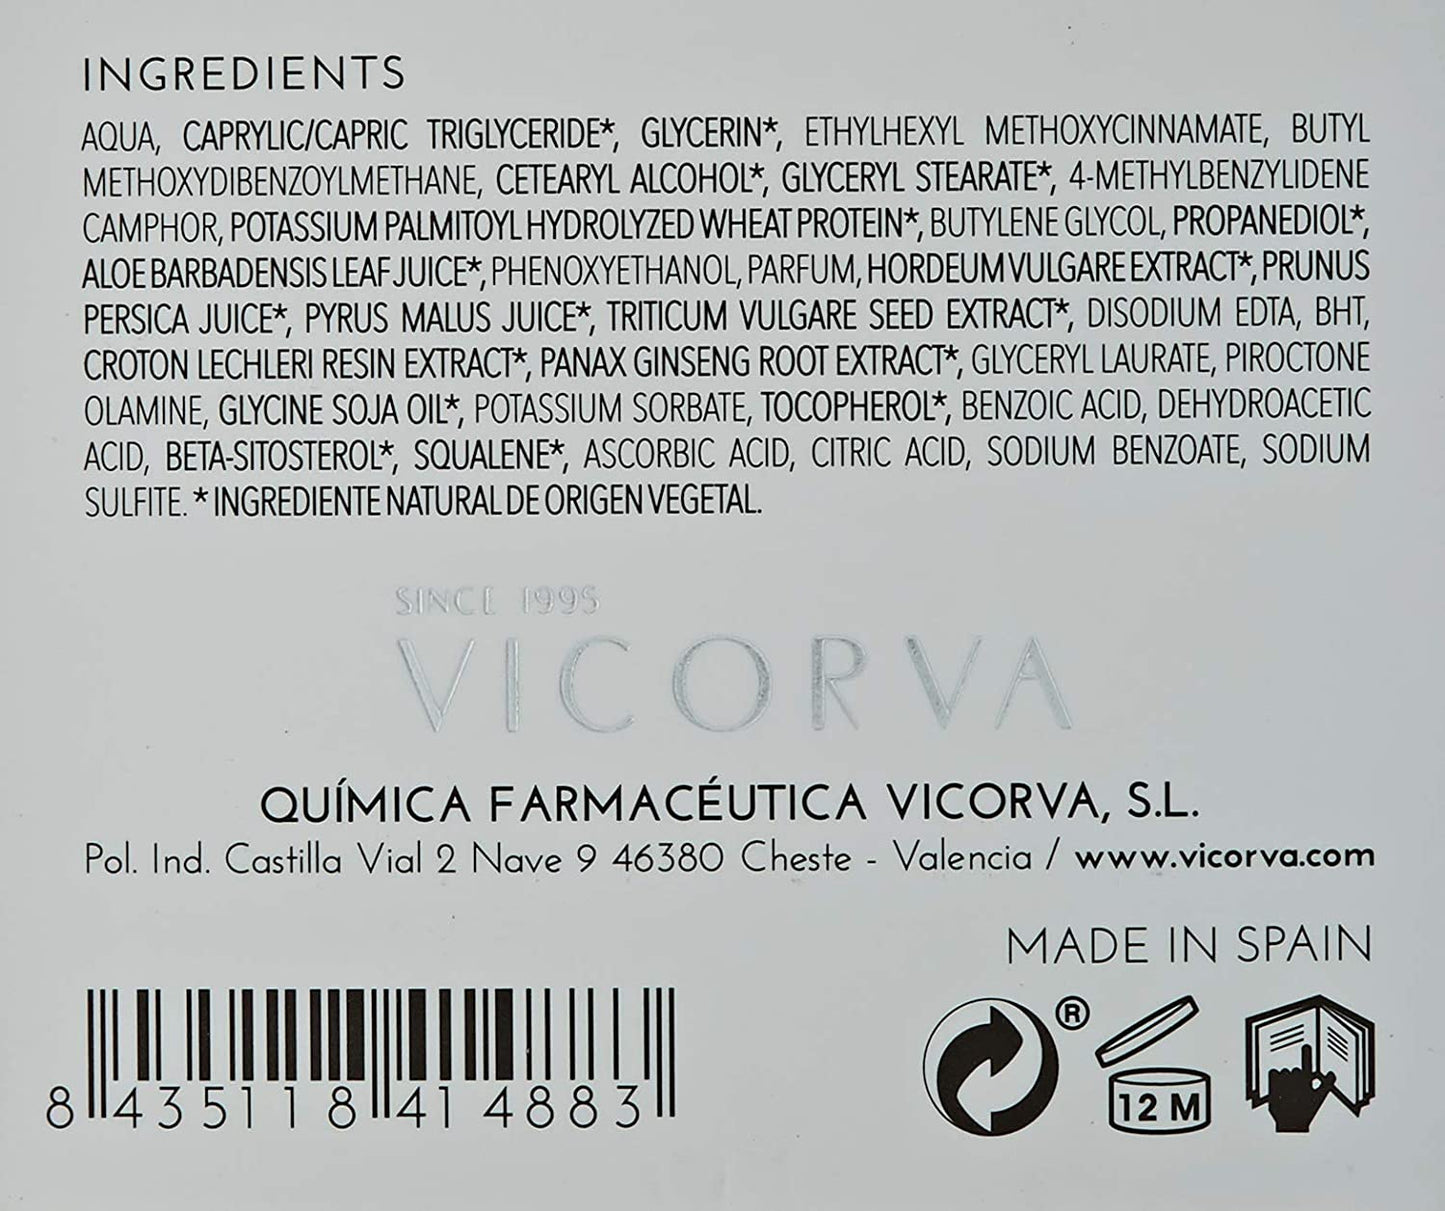 INGREDIENTS
AQUA, CAPRYLIC/CAPRIC TRIGLYCERIDE*, GLYCERIN*, ETHYLHEXYL METHOXYCINNAMATE, BUTYL
METHOXYDIBENZOYLMETHANE, CETEARYL ALCOHOL*, GLYCERYL STEARATE*, 4-METHYLBENZYLIDENE
CAMPHOR, POTASSIUM PALMITOYL HYDROLYZED WHEAT PROTEIN*, BUTYLENE GLYCOL, PROPANEDIOL*,
ALOE BARBADENSIS LEAF JUICE*, PHENOXYETHANOL, PARFUM, HORDEUM VULGARE EXTRACT*, PRUNUS
PERSICA JUICE*, PYRUS MALUS JUICE*, TRITICUM VULGARE SEED EXTRACT*, DISODIUM EDTA, BHT,
CROTON LECHLERI RESIN EXTRACT*, PANAX GINSENG ROOT EXTRACT*, GLYCERYL LAURATE, PIROCTONE
OLAMINE, GLYCINE SOJA OIL*, POTASSIUM SORBATE, TOCOPHEROL*, BENZOIC ACID, DEHYDROACETIC
ACID, BETA-SITOSTEROL*, SQUALENE*, ASCORBIC ACID, CITRIC ACID, SODIUM BENZOATE, SODIUM
SULFITE. *INGREDIENTE NATURAL DE ORIGEN VEGETAL.
SINCE 1995
VICORVA
QUÍMICA FARMACÉUTICA VICORVA, S.L.
Pol. Ind. Castilla Vial 2 Nave 9 46380 Cheste - Valencia / www.vicorva.com
MADE IN SPAIN
®
12 M
8 435118 414883